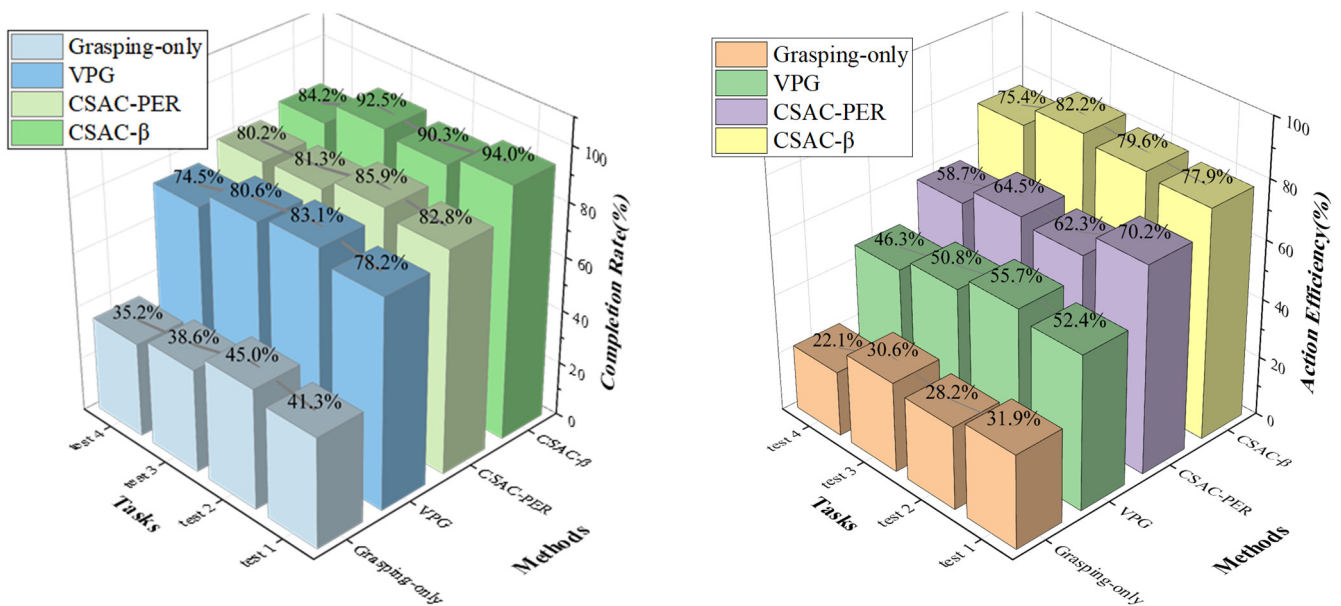 Grasping-only
VPG
CSAC-PER
CSAC-β
84.2%
92.5%
90.3%
94.0%
80.2%
81.3%
85.9%
82.8%
74.5%
80.6%
83.1%
78.2%
35.2%
38.6%
45.0%
41.3%
100
80
60
40
20
0
Completion Rate(%)
test 4
test 3
test 2
test 1
Tasks
CSAC-β
CSAC-PER
VPG
Grasping-only
Methods
Grasping-only
VPG
CSAC-PER
CSAC-β
75.4%
82.2%
79.6%
77.9%
58.7%
64.5%
62.3%
70.2%
46.3%
50.8%
55.7%
52.4%
22.1%
30.6%
28.2%
31.9%
100
80
60
40
20
0
Action Efficiency(%)
test 4
test 3
test 2
test 1
Tasks
CSAC-β
CSAC-PER
VPG
Grasping-only
Methods